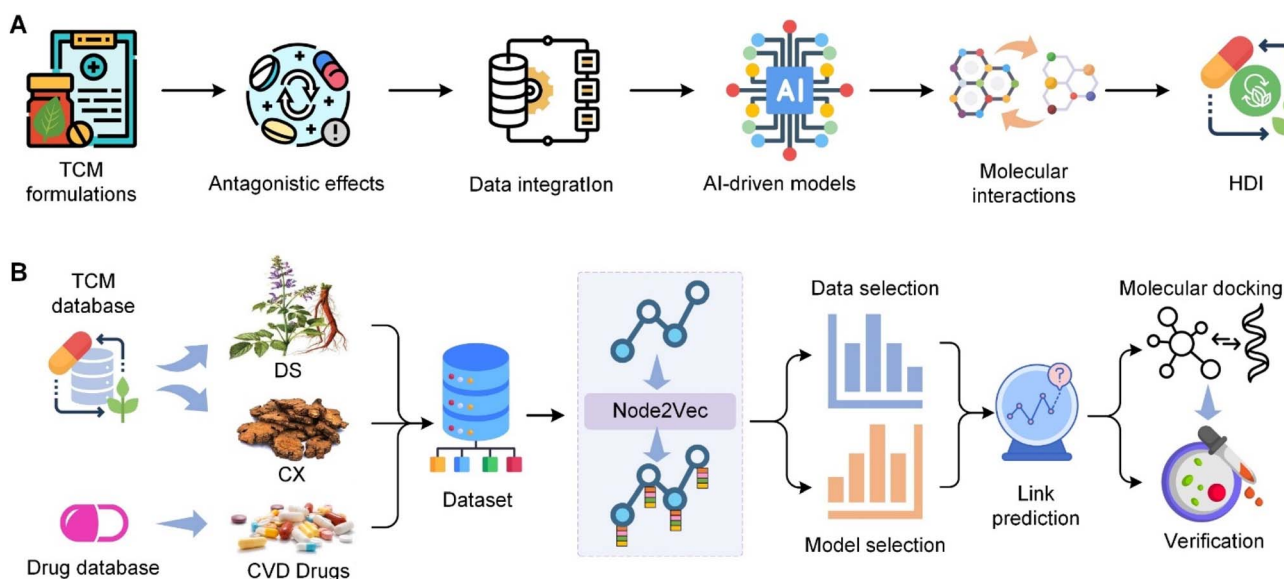 A
AI
TCM
formulations
Antagonistic effects
Data integration
AI-driven models
Molecular
interactions
HDI
B
TCM
database
DS
CX
Drug database
CVD Drugs
Dataset
Node2Vec
Data selection
Model selection
?
Link
prediction
Molecular docking
Verification